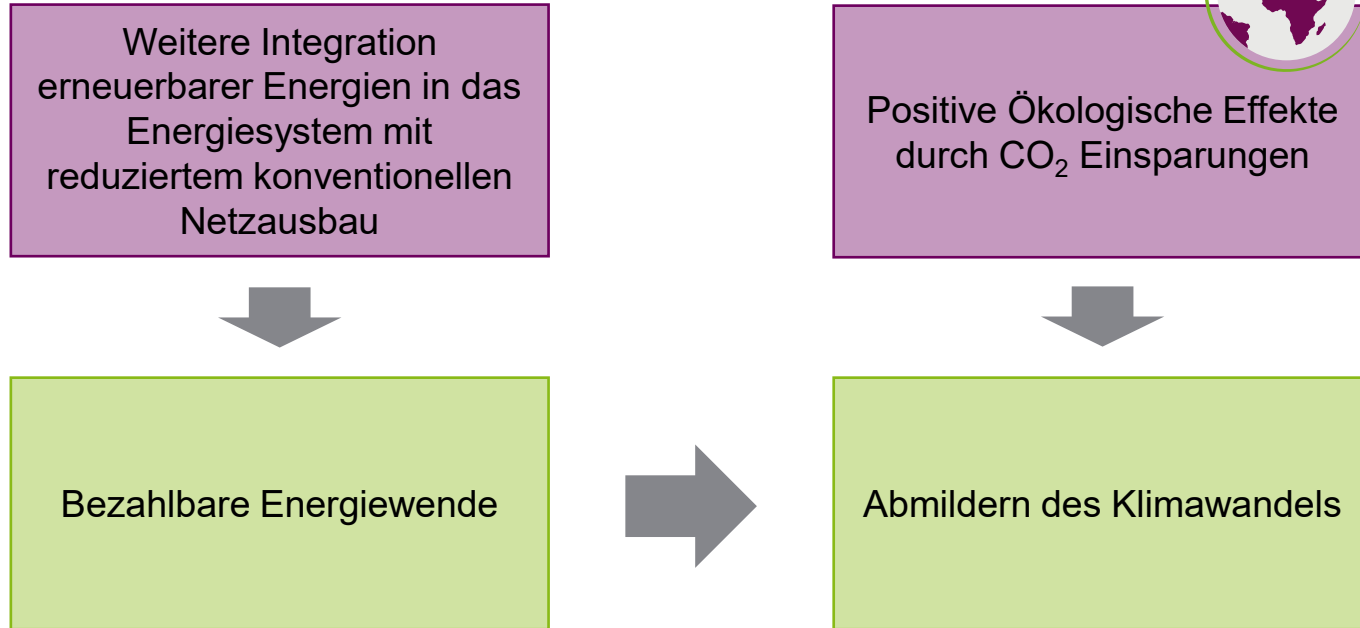 Weitere Integration
erneuerbarer Energien in das
Energiesystem mit
reduziertem konventionellen
Netzausbau
Positive Ökologische Effekte
durch CO₂ Einsparungen
Bezahlbare Energiewende
Abmildern des Klimawandels